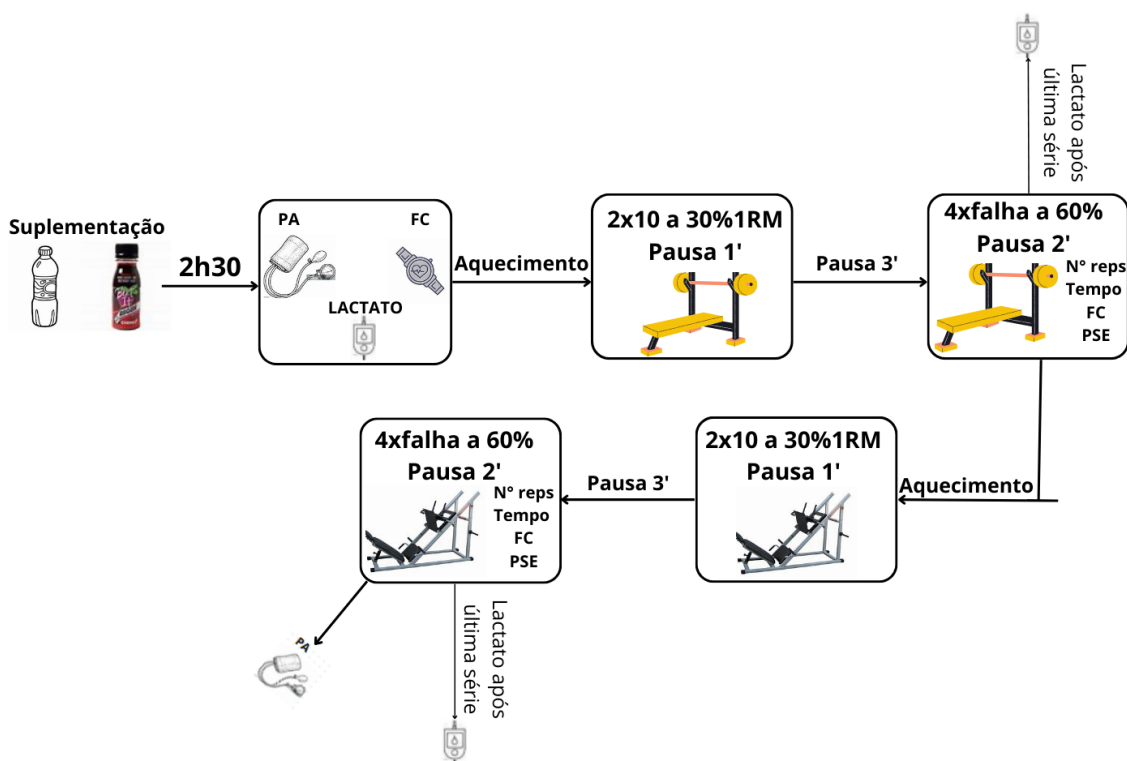 Suplementação
2h30
PA
FC
LACTATO
Aquecimento
2x10 a 30%1RM
Pausa 1'
Pausa 3'
4xfalha a 60%
Pausa 2'
N° reps
Tempo
FC
PSE
Lactato após
última série
Aquecimento
2x10 a 30%1RM
Pausa 1'
Pausa 3'
4xfalha a 60%
Pausa 2'
N° reps
Tempo
FC
PSE
PA
Lactato após
última série